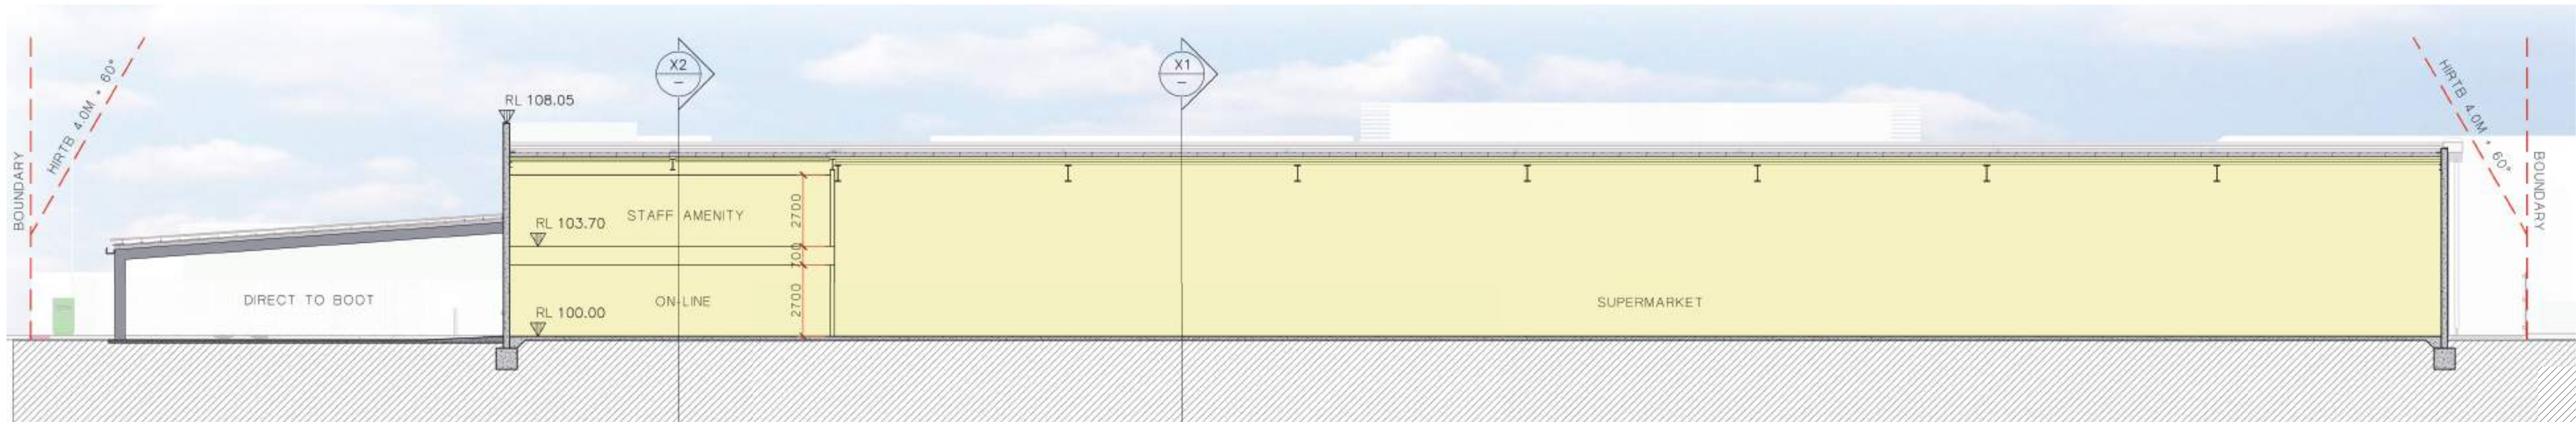 BOUNDARY
HIRTB 4.0M + 60°
RL 108.05
X2
–
X1
–
HIRTB 4.0M + 60°
BOUNDARY
STAFF AMENITY
RL 103.70
2700
700
DIRECT TO BOOT
ON-LINE
RL 100.00
2700
SUPERMARKET